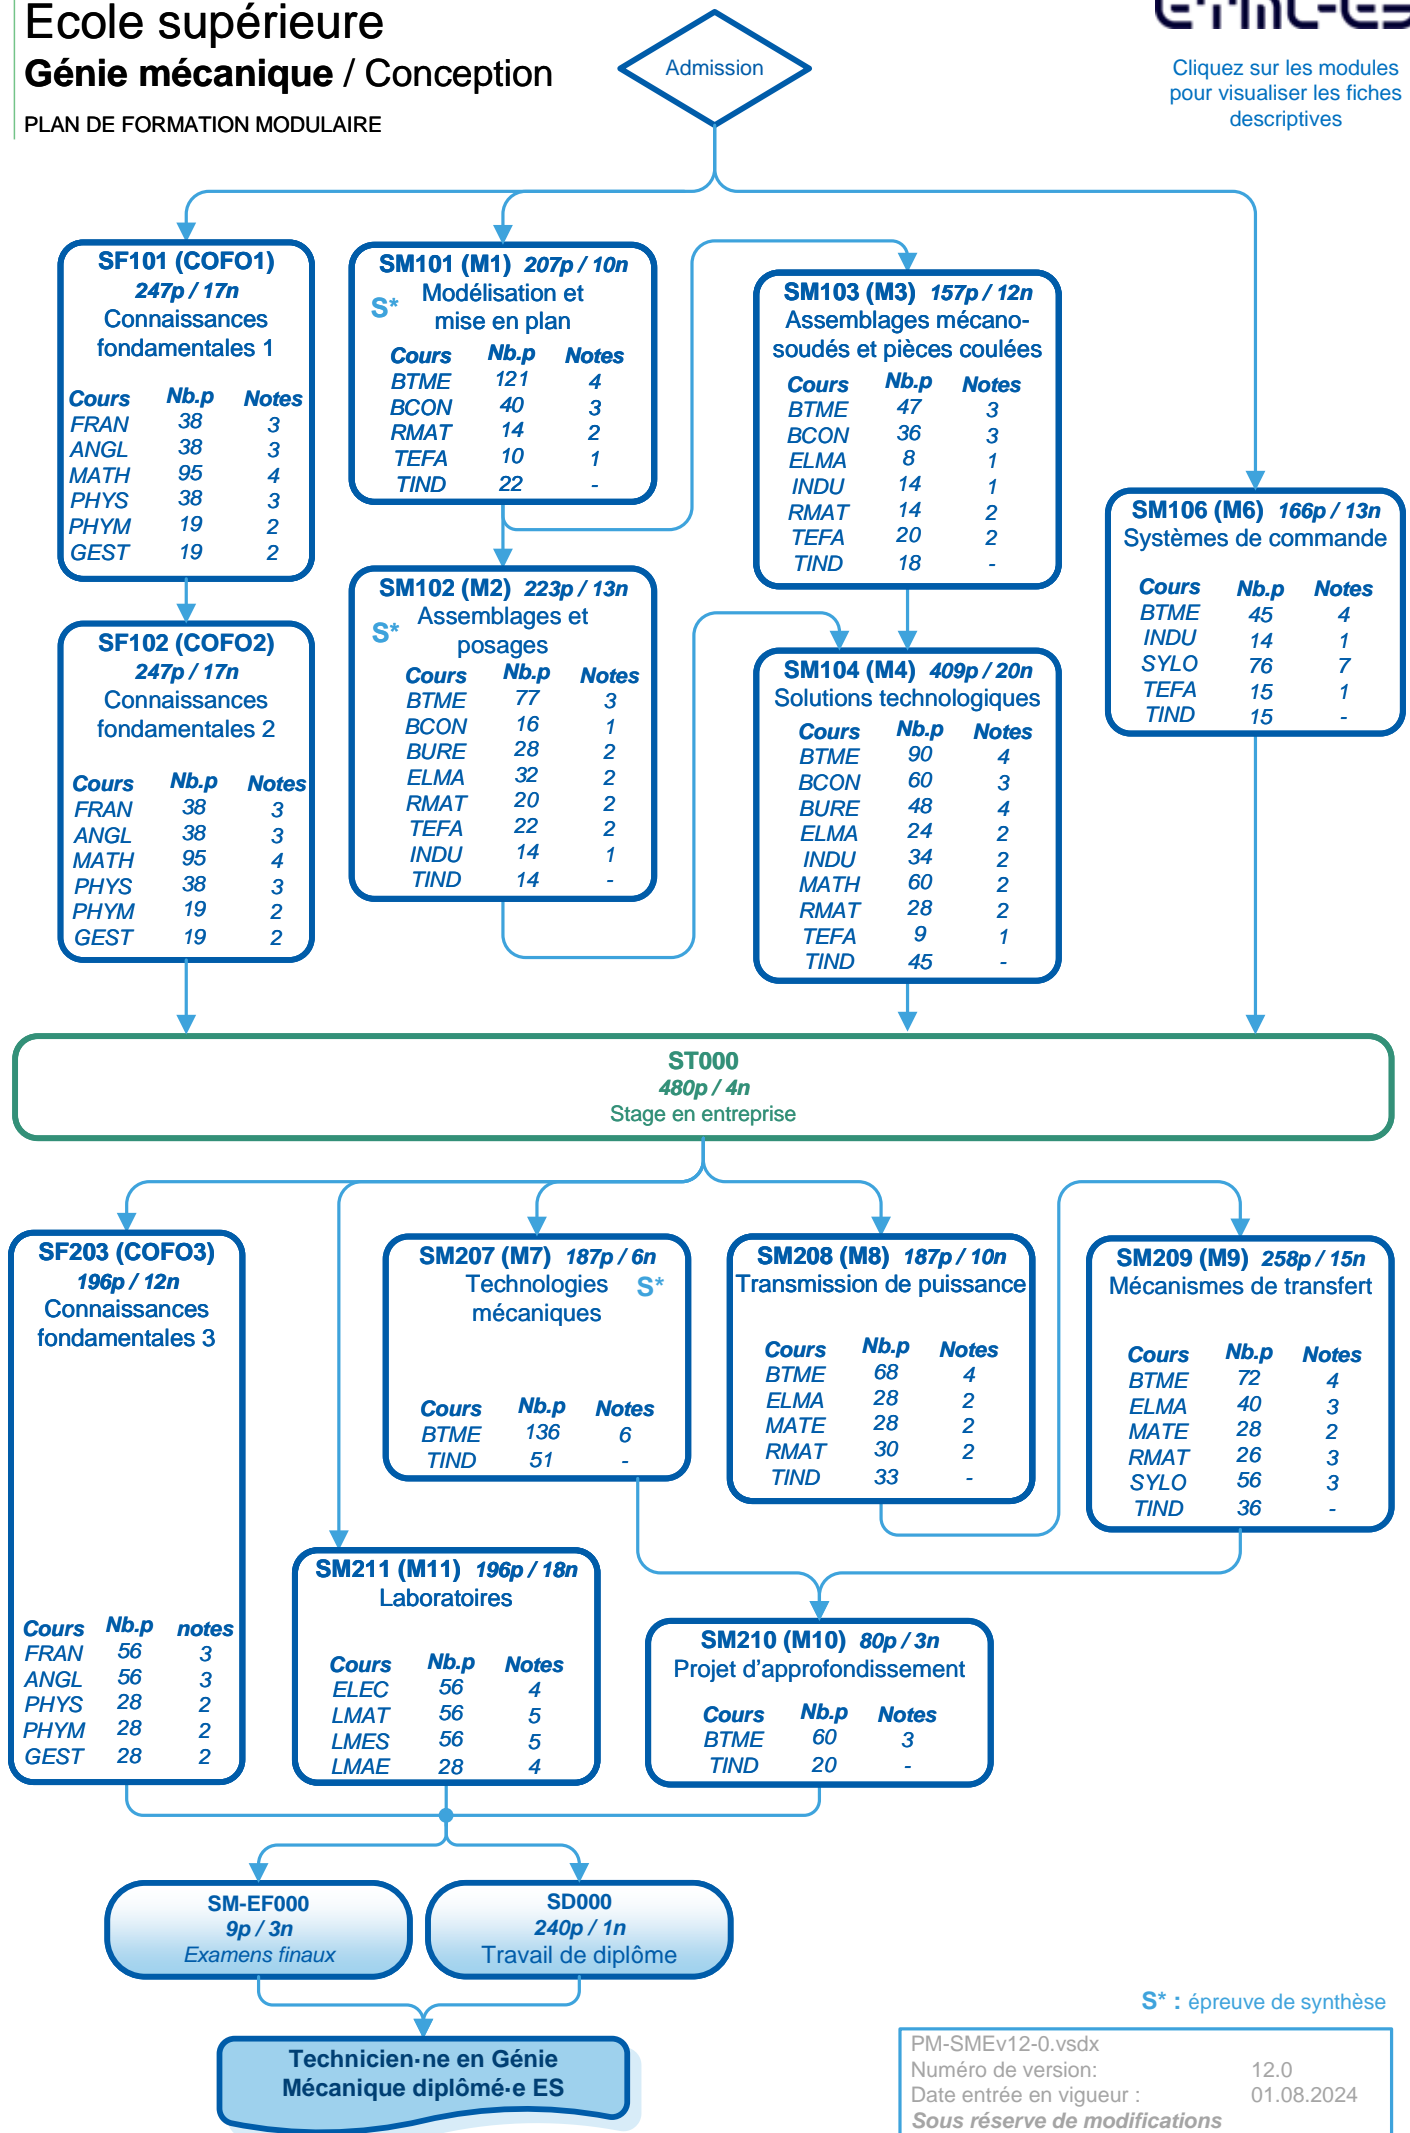 Ecole supérieure
Génie mécanique / Conception
PLAN DE FORMATION MODULAIRE
Admission
Cliquez sur les modules
pour visualiser les fiches
descriptives
SF101 (COFO1)
247p / 17n
Connaissances
fondamentales 1
Cours Nb.p Notes
FRAN 38 3
ANGL 38 3
MATH 95 4
PHYS 38 3
PHYM 19 2
GEST 19 2
SM101 (M1) 207p / 10n
S* Modélisation et
mise en plan
Cours Nb.p Notes
BTME 121 4
BCON 40 3
RMAT 14 2
TEFA 10 1
TIND 22 -
SM103 (M3) 157p / 12n
Assemblages mécano-
soudés et pièces coulées
Cours Nb.p Notes
BTME 47 3
BCON 36 3
ELMA 8 1
INDU 14 1
RMAT 14 2
TEFA 20 2
TIND 18 -
SM106 (M6) 166p / 13n
Systèmes de commande
Cours Nb.p Notes
BTME 45 4
INDU 14 1
SYLO 76 7
TEFA 15 1
TIND 15 -
SF102 (COFO2)
247p / 17n
Connaissances
fondamentales 2
Cours Nb.p Notes
FRAN 38 3
ANGL 38 3
MATH 95 4
PHYS 38 3
PHYM 19 2
GEST 19 2
SM102 (M2) 223p / 13n
S* Assemblages et
posages
Cours Nb.p Notes
BTME 77 3
BCON 16 1
BURE 28 2
ELMA 32 2
RMAT 20 2
TEFA 22 2
INDU 14 1
TIND 14 -
SM104 (M4) 409p / 20n
Solutions technologiques
Cours Nb.p Notes
BTME 90 4
BCON 60 3
BURE 48 4
ELMA 24 2
INDU 34 2
MATH 60 2
RMAT 28 2
TEFA 9 1
TIND 45 -
ST000
480p / 4n
Stage en entreprise
SF203 (COFO3)
196p / 12n
Connaissances
fondamentales 3
Cours Nb.p notes
FRAN 56 3
ANGL 56 3
PHYS 28 2
PHYM 28 2
GEST 28 2
SM207 (M7) 187p / 6n
Technologies S*
mécaniques
Cours Nb.p Notes
BTME 136 6
TIND 51 -
SM208 (M8) 187p / 10n
Transmission de puissance
Cours Nb.p Notes
BTME 68 4
ELMA 28 2
MATE 28 2
RMAT 30 2
TIND 33 -
SM209 (M9) 258p / 15n
Mécanismes de transfert
Cours Nb.p Notes
BTME 72 4
ELMA 40 3
MATE 28 2
RMAT 26 3
SYLO 56 3
TIND 36 -
SM211 (M11) 196p / 18n
Laboratoires
Cours Nb.p Notes
ELEC 56 4
LMAT 56 5
LMES 56 5
LMAE 28 4
SM210 (M10) 80p / 3n
Projet d'approfondissement
Cours Nb.p Notes
BTME 60 3
TIND 20 -
SM-EF000
9p / 3n
Examens finaux
SD000
240p / 1n
Travail de diplôme
Technicien·ne en Génie
Mécanique diplômé·e ES
S* : épreuve de synthèse
PM-SMEv12-0.vsdx
Numéro de version: 12.0
Date entrée en vigueur : 01.08.2024
Sous réserve de modifications